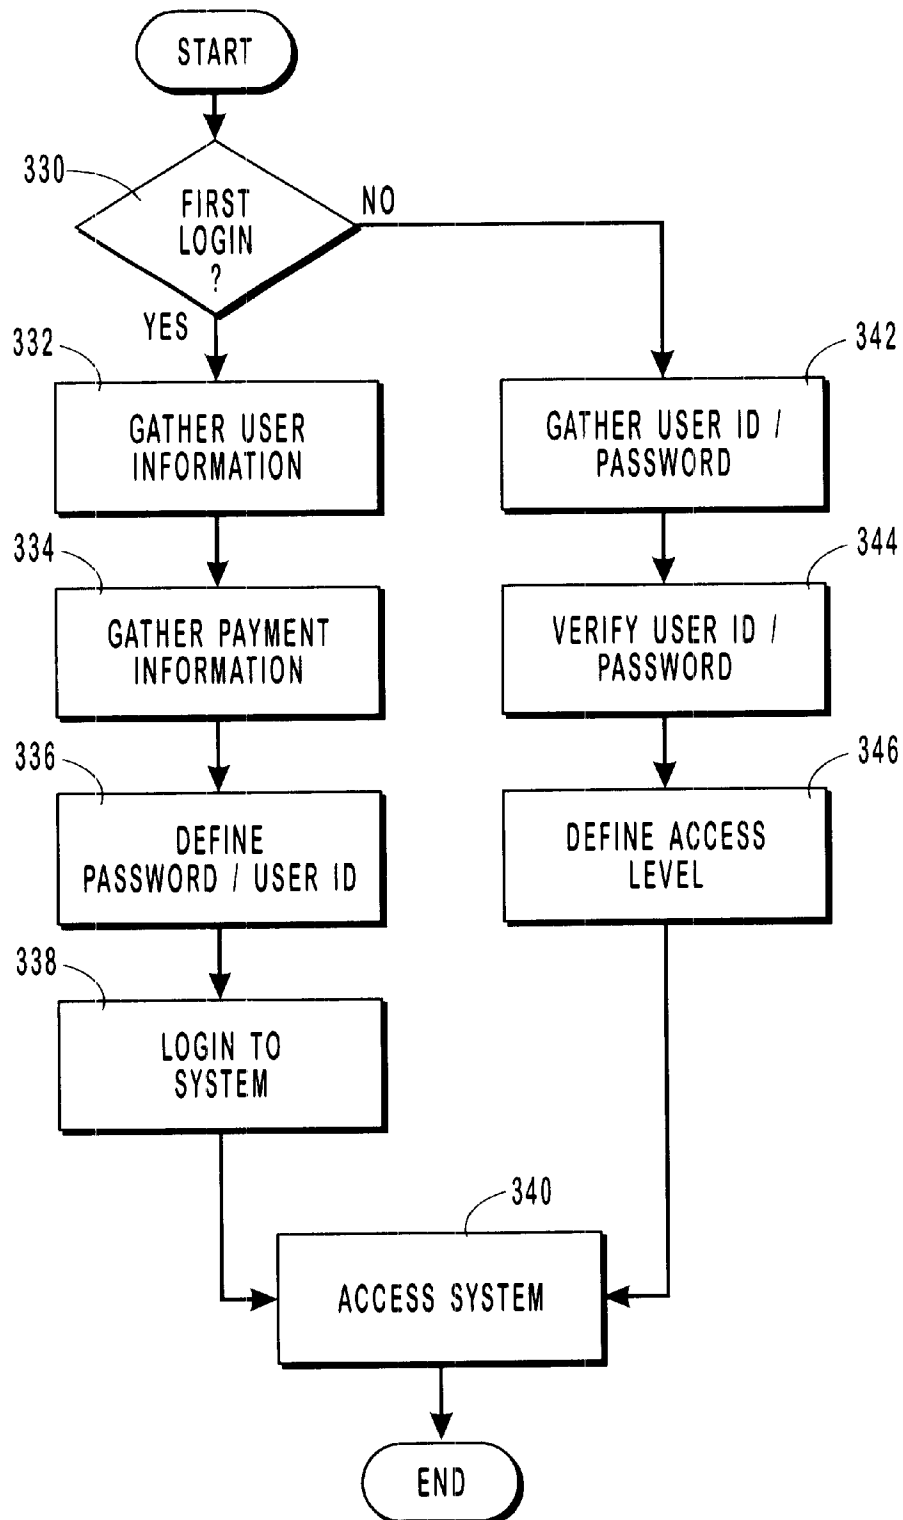 START
330
FIRST
LOGIN
?
NO
YES
332
GATHER USER
INFORMATION
342
GATHER USER ID /
PASSWORD
334
GATHER PAYMENT
INFORMATION
344
VERIFY USER ID /
PASSWORD
336
DEFINE
PASSWORD / USER ID
346
DEFINE ACCESS
LEVEL
338
LOGIN TO
SYSTEM
340
ACCESS SYSTEM
END